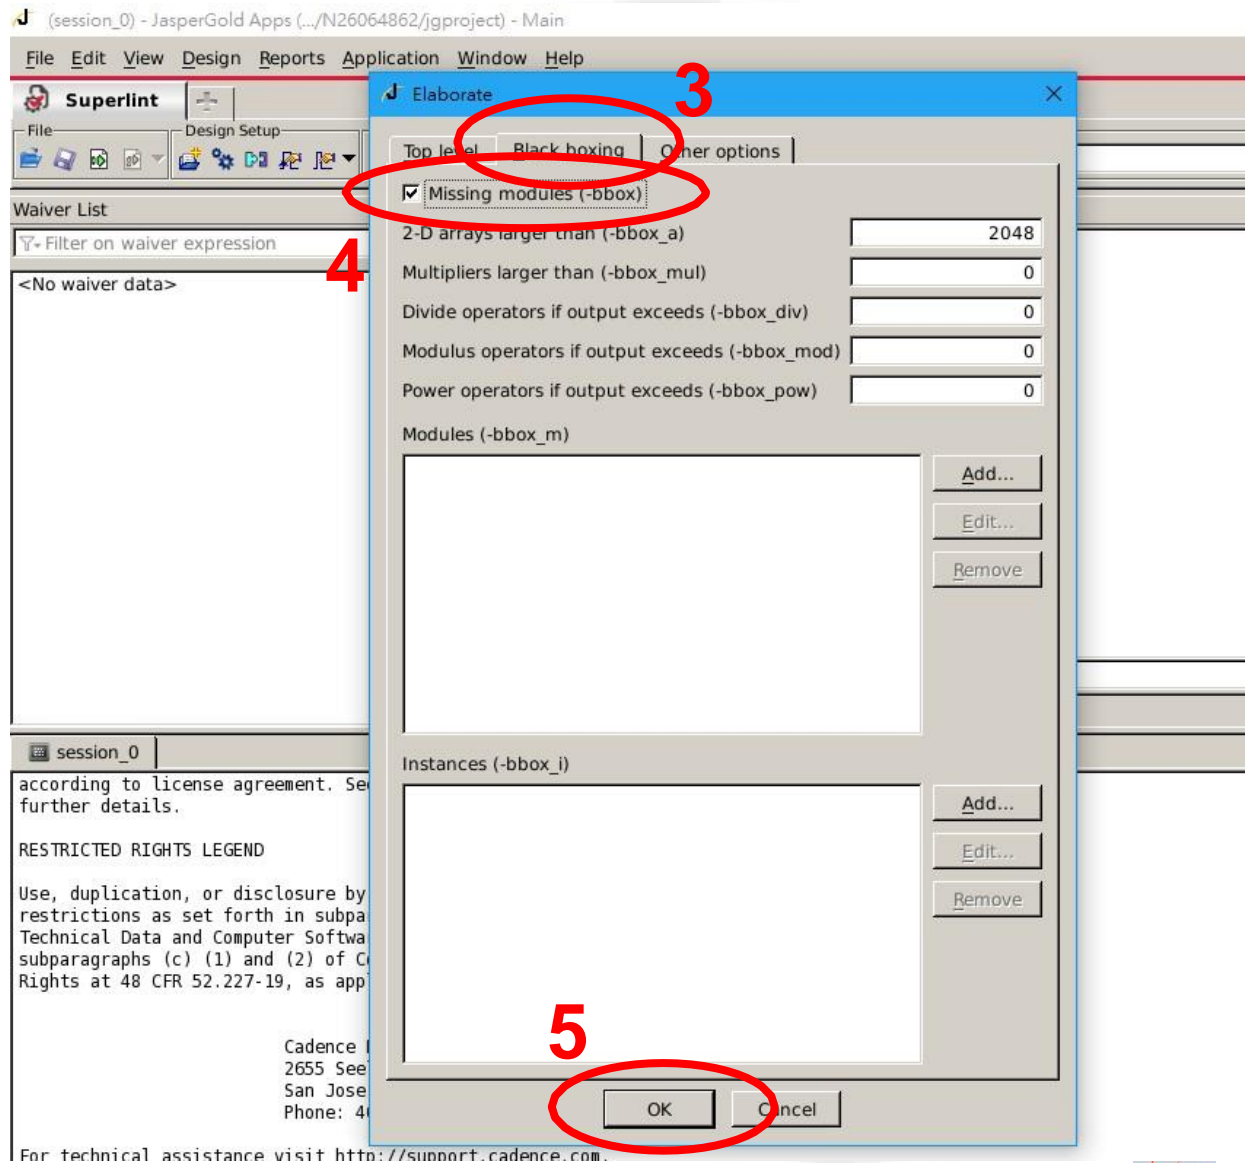 (session_0) - JasperGold Apps (.../N26064862/jgproject) - Main
File Edit View Design Reports Application Window Help
3
Superlint
Elaborate
File
Design Setup
Top level
Black boxing
Other options
Missing modules (-bbox)
Waiver List
4
Filter on waiver expression
<No waiver data>
2-D arrays larger than (-bbox_a) 2048
Multipliers larger than (-bbox_mul) 0
Divide operators if output exceeds (-bbox_div) 0
Modulus operators if output exceeds (-bbox_mod) 0
Power operators if output exceeds (-bbox_pow) 0
Modules (-bbox_m)
Add...
Edit...
Remove
Instances (-bbox_i)
Add...
Edit...
Remove
5
OK
Cancel
session_0
according to license agreement. See
further details.
RESTRICTED RIGHTS LEGEND
Use, duplication, or disclosure by
restrictions as set forth in subpa
Technical Data and Computer Softwa
subparagraphs (c) (1) and (2) of C
Rights at 48 CFR 52.227-19, as app
Cadence
2655 See
San Jose
Phone: 4
For technical assistance visit http://support.cadence.com.